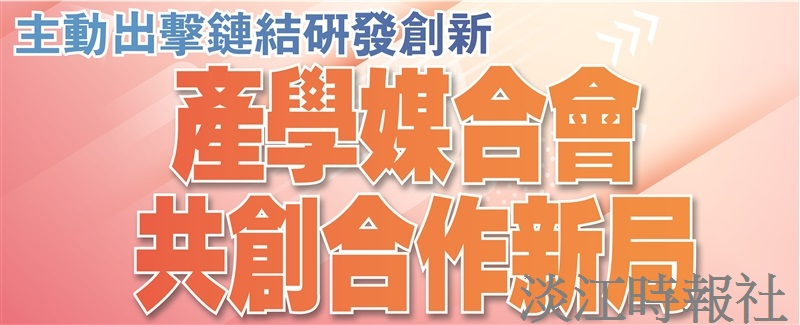 主動出擊鏈結研發創新
產學媒合會
共創合作新局
淡江時報社